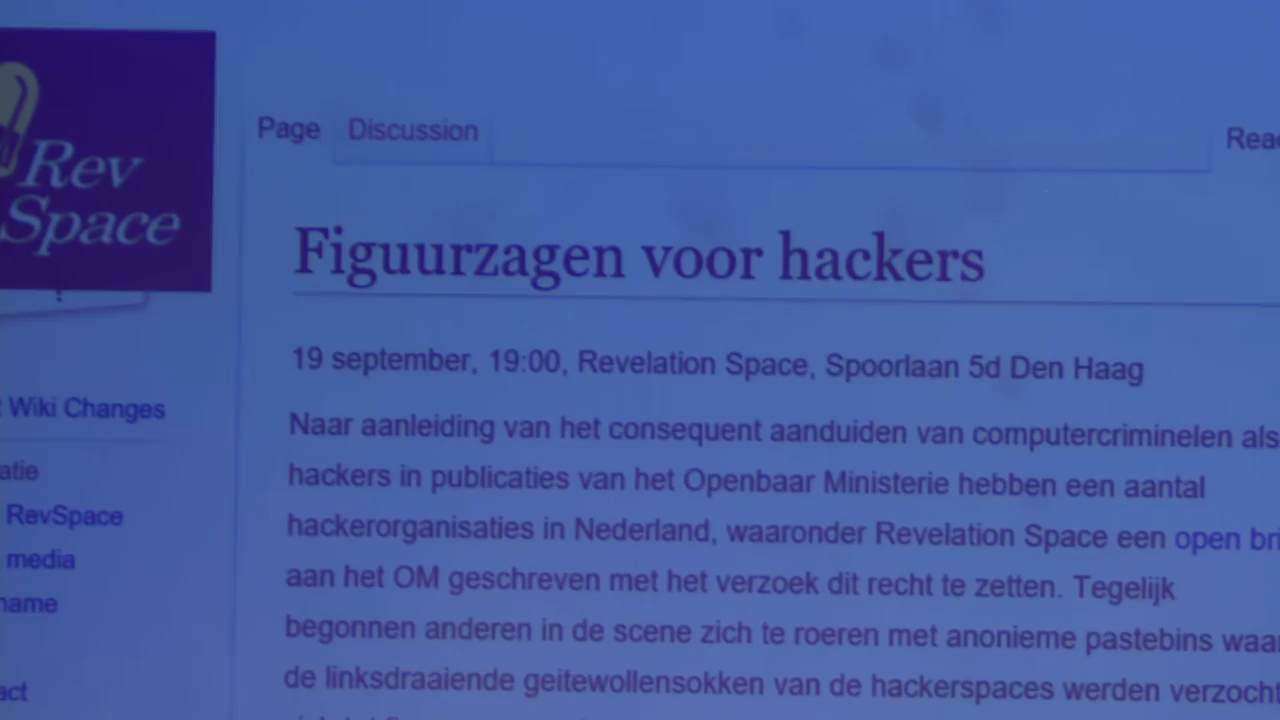 Rev
Space
Page Discussion
Figuurzagen voor hackers
19 september, 19:00, Revelation Space, Spoorlaan 5d Den Haag
Wiki Changes
Naar aanleiding van het consequent aanduiden van computercriminelen als
hackers in publicaties van het Openbaar Ministerie hebben een aantal
RevSpace
hackerorganisaties in Nederland, waaronder Revelation Space een open
media
aan het OM geschreven met het verzoek dit recht te zetten. Tegelijk
begonnen anderen in de scene zich te roeren met anonieme pastebins
de linksdraaiende geitewollensokken van de hackerspaces werden verzocht